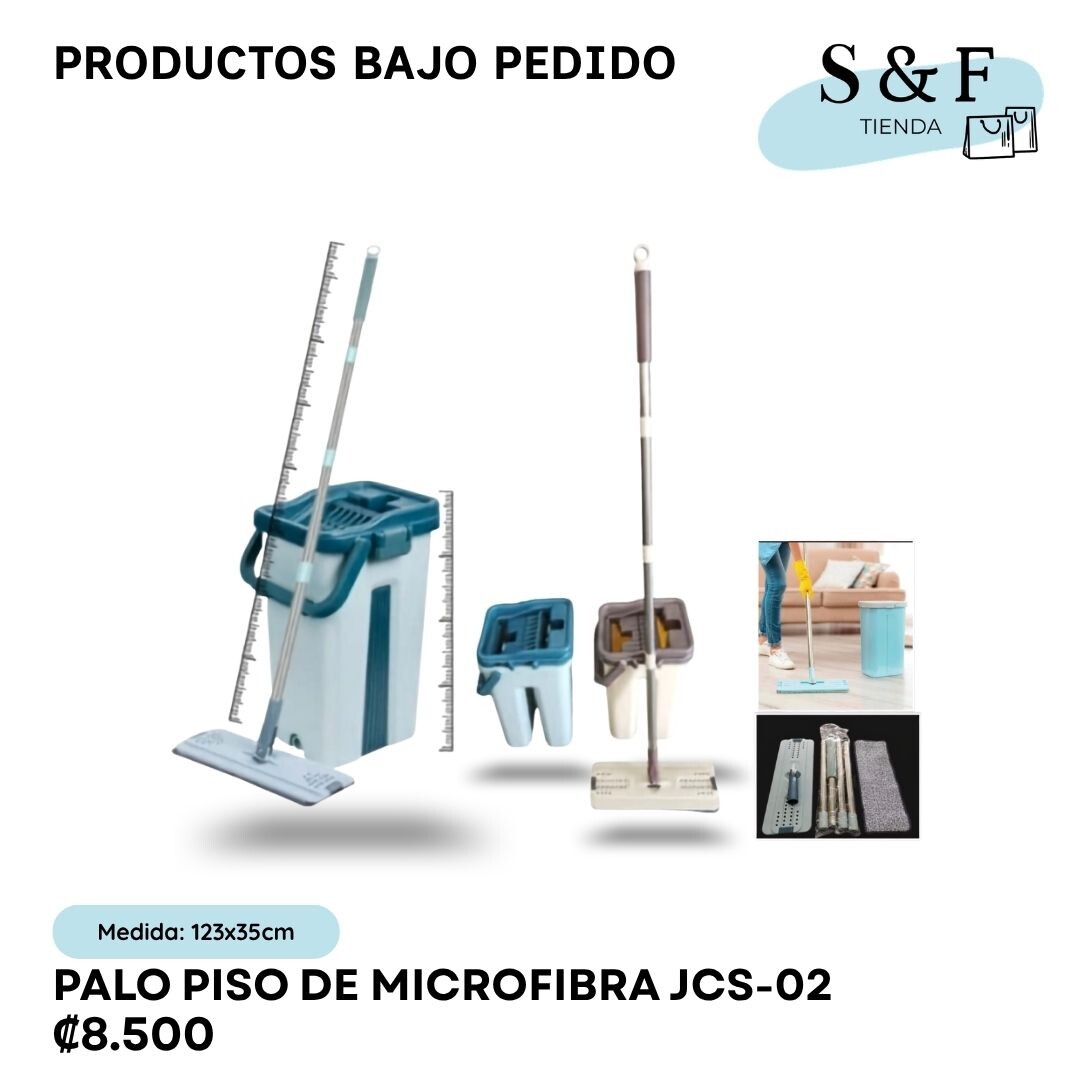 PRODUCTOS BAJO PEDIDO
S & F
TIENDA
Medida: 123x35cm
PALO PISO DE MICROFIBRA JCS-02
₡8.500